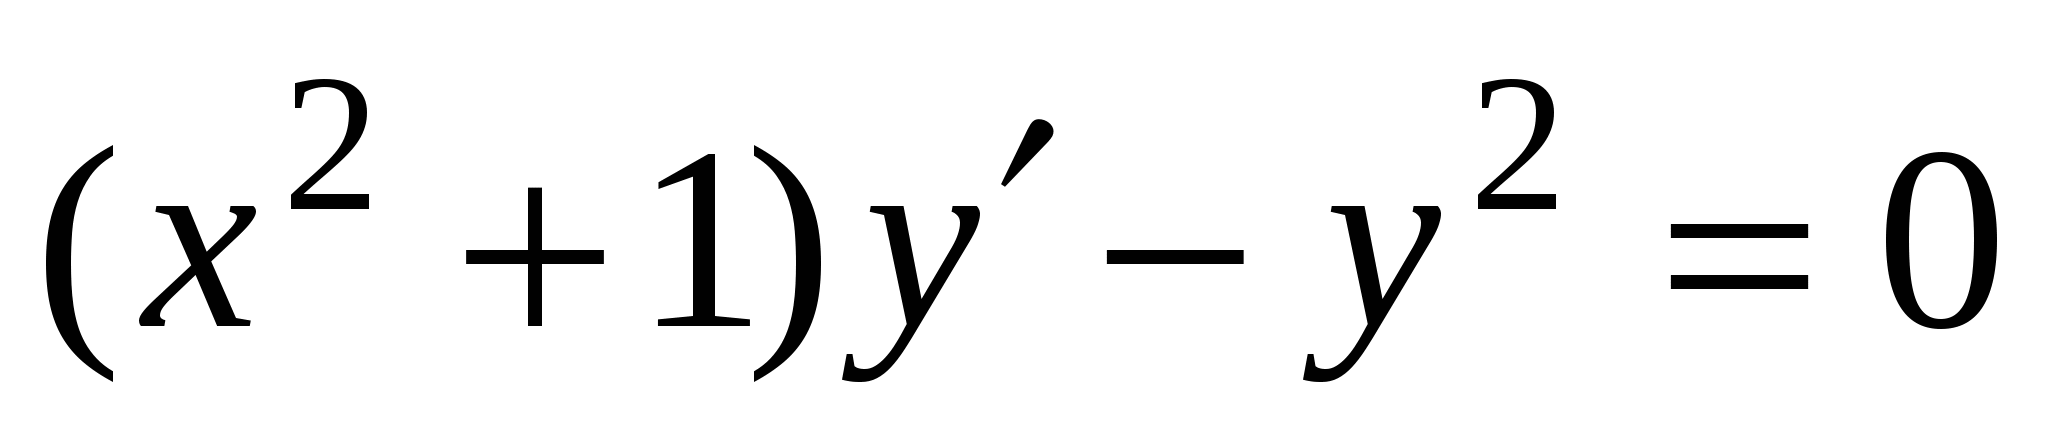 (x² + 1)y′ − y² = 0